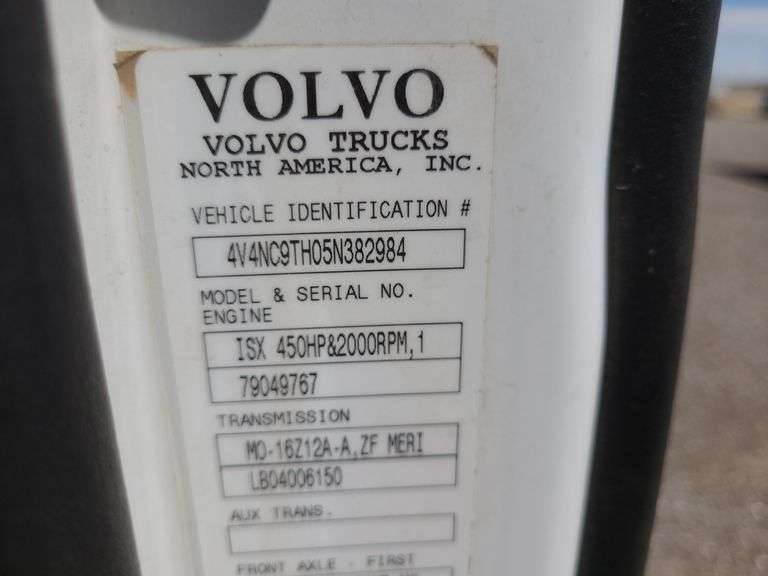 VOLVO
VOLVO TRUCKS
NORTH AMERICA, INC.
VEHICLE IDENTIFICATION #
4V4NC9TH05N382984
MODEL & SERIAL NO.
ENGINE
ISX 450HP&2000RPM,1
79049767
TRANSMISSION
MO-16Z12A-A,ZF MERI
LB04006150
AUX TRANS.
FRONT AXLE - FIRST